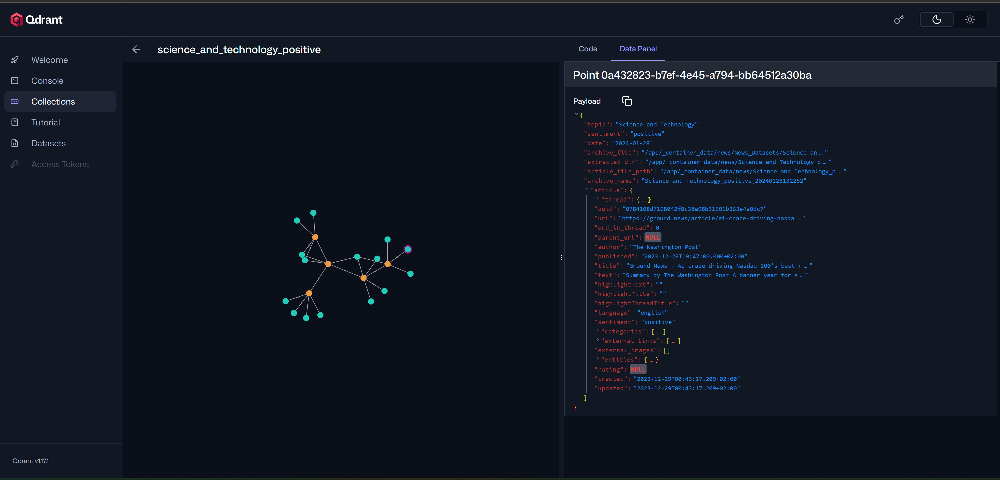 Qdrant
Welcome
Console
Collections
Tutorial
Datasets
Access Tokens
Qdrant v1.17.1
science_and_technology_positive
Code
Data Panel
Point 0a432823-b7ef-4e45-a794-bb64512a30ba
Payload
{
"topic": "Science and Technology"
"sentiment": "positive"
"date": "2024-01-28"
"archive_file": "/app/_container_data/news/News_Datasets/Science an … "
"extracted_dir": "/app/_container_data/news/Science and Technology_p … "
"article_file_path": "/app/_container_data/news/Science and Technology_p … "
"archive_name": "Science and Technology_positive_20240128132252"
"article": {
"thread": { … }
"uuid": "0784108d7168042f8c38a98b31501b363e4a0dc7"
"url": "https://ground.news/article/ai-craze-driving-nasda … "
"ord_in_thread": 0
"parent_url": NULL
"author": "The Washington Post"
"published": "2023-12-28T19:47:00.000+02:00"
"title": "Ground News - AI craze driving Nasdaq 100's best r … "
"text": "Summary by The Washington Post A banner year for s … "
"highlightText": ""
"highlightTitle": ""
"highlightThreadTitle": ""
"language": "english"
"sentiment": "positive"
"categories": [ … ]
"external_links": [ … ]
"external_images": []
"entities": { … }
"rating": NULL
"crawled": "2023-12-29T00:43:17.209+02:00"
"updated": "2023-12-29T00:43:17.209+02:00"
}
}